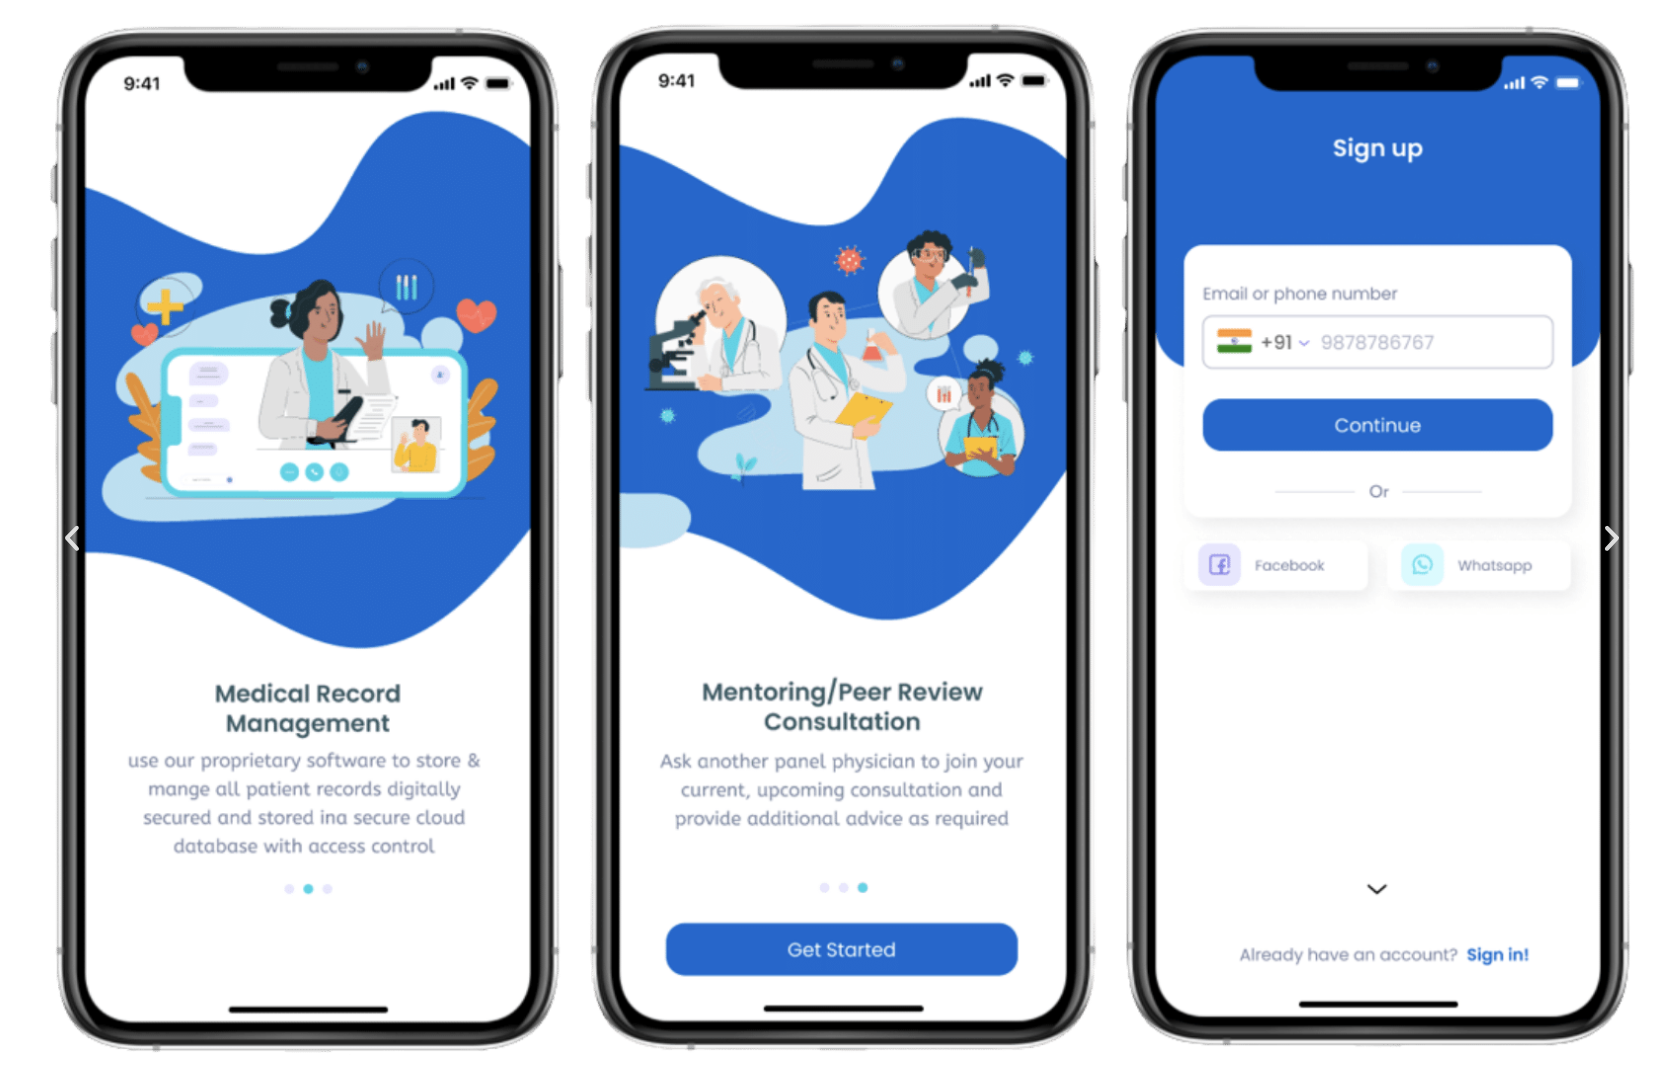 9:41
Medical Record
Management
use our proprietary software to store &
mange all patient records digitally
secured and stored ina secure cloud
database with access control
9:41
Mentoring/Peer Review
Consultation
Ask another panel physician to join your
current, upcoming consultation and
provide additional advice as required
Get Started
Sign up
Email or phone number
+91 9878786767
Continue
Or
Facebook
Whatsapp
Already have an account? Sign in!